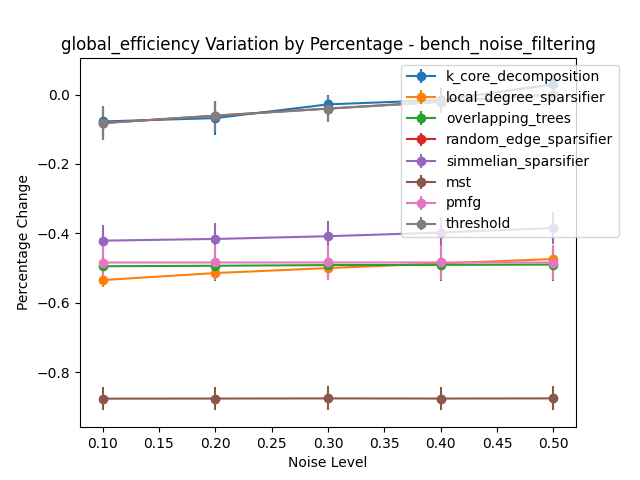 global_efficiency Variation by Percentage - bench_noise_filtering
Percentage Change
0.0
−0.2
−0.4
−0.6
−0.8
k_core_decomposition
local_degree_sparsifier
overlapping_trees
random_edge_sparsifier
simmelian_sparsifier
mst
pmfg
threshold
0.10
0.15
0.20
0.25
0.30
0.35
0.40
0.45
0.50
Noise Level